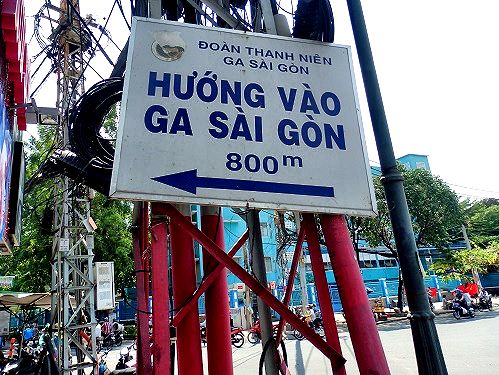 ĐOÀN THANH NIÊN
GA SÀI GÒN
HƯỚNG VÀO
GA SÀI GÒN
800m